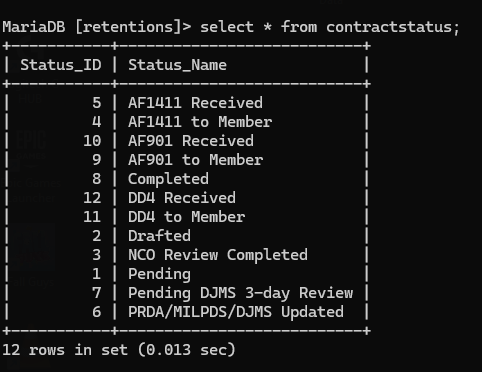 MariaDB [retentions]> select * from contractstatus;
+-----------+--------------------------+
| Status_ID | Status_Name              |
+-----------+--------------------------+
|         5 | AF1411 Received          |
|         4 | AF1411 to Member         |
|        10 | AF901 Received           |
|         9 | AF901 to Member          |
|         8 | Completed                |
|        12 | DD4 Received             |
|        11 | DD4 to Member            |
|         2 | Drafted                  |
|         3 | NCO Review Completed     |
|         1 | Pending                  |
|         7 | Pending DJMS 3-day Review |
|         6 | PRDA/MILPDS/DJMS Updated |
+-----------+--------------------------+
12 rows in set (0.013 sec)